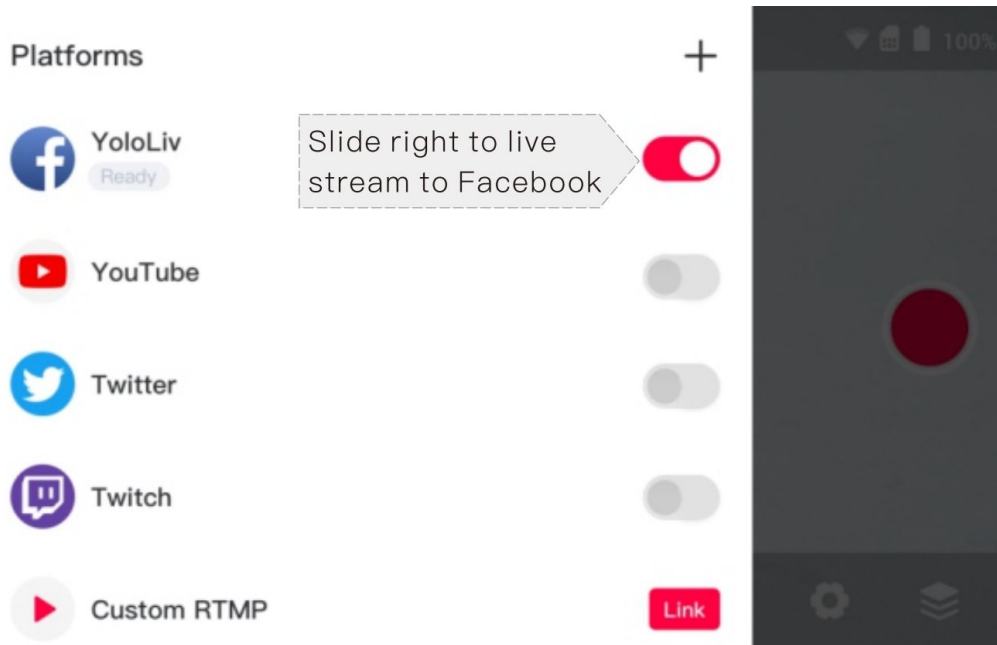 Platforms
100%
YoloLiv
Ready
Slide right to live
stream to Facebook
YouTube
Twitter
Twitch
Custom RTMP
Link